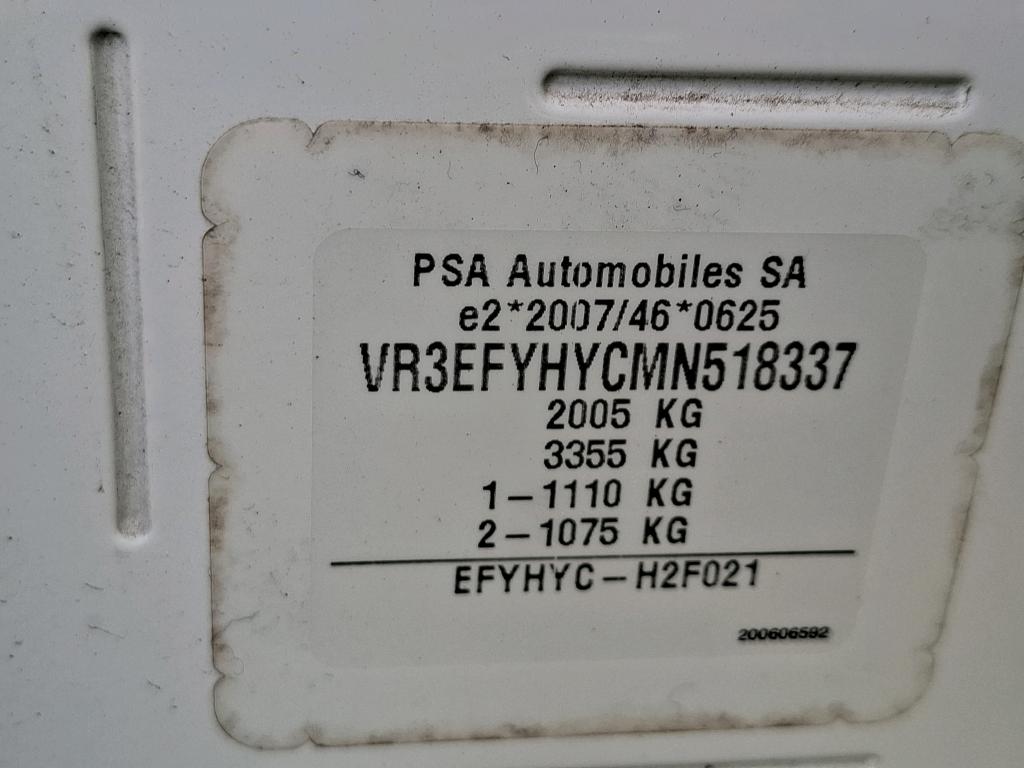 PSA Automobiles SA
e2*2007/46*0625
VR3EFYHYCMN518337
2005 KG
3355 KG
1-1110 KG
2-1075 KG
EFYHYC-H2F021
200606592